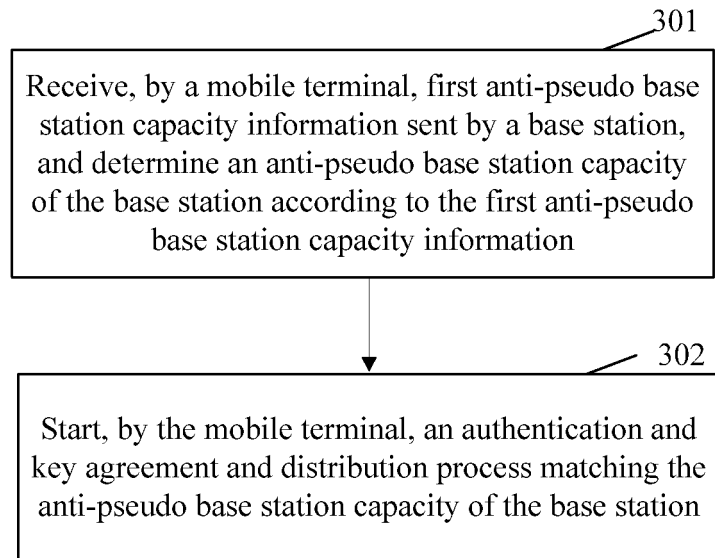 301
Receive, by a mobile terminal, first anti-pseudo base
station capacity information sent by a base station,
and determine an anti-pseudo base station capacity
of the base station according to the first anti-pseudo
base station capacity information
302
Start, by the mobile terminal, an authentication and
key agreement and distribution process matching the
anti-pseudo base station capacity of the base station